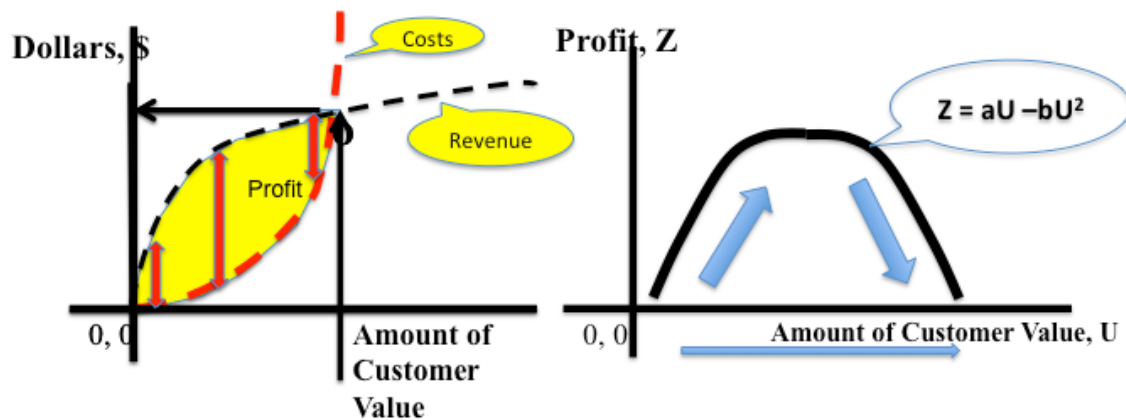 Dollars, $
Costs
Revenue
Profit
0, 0
Amount of
Customer
Value
Profit, Z
Z = aU –bU²
0, 0
Amount of Customer Value, U